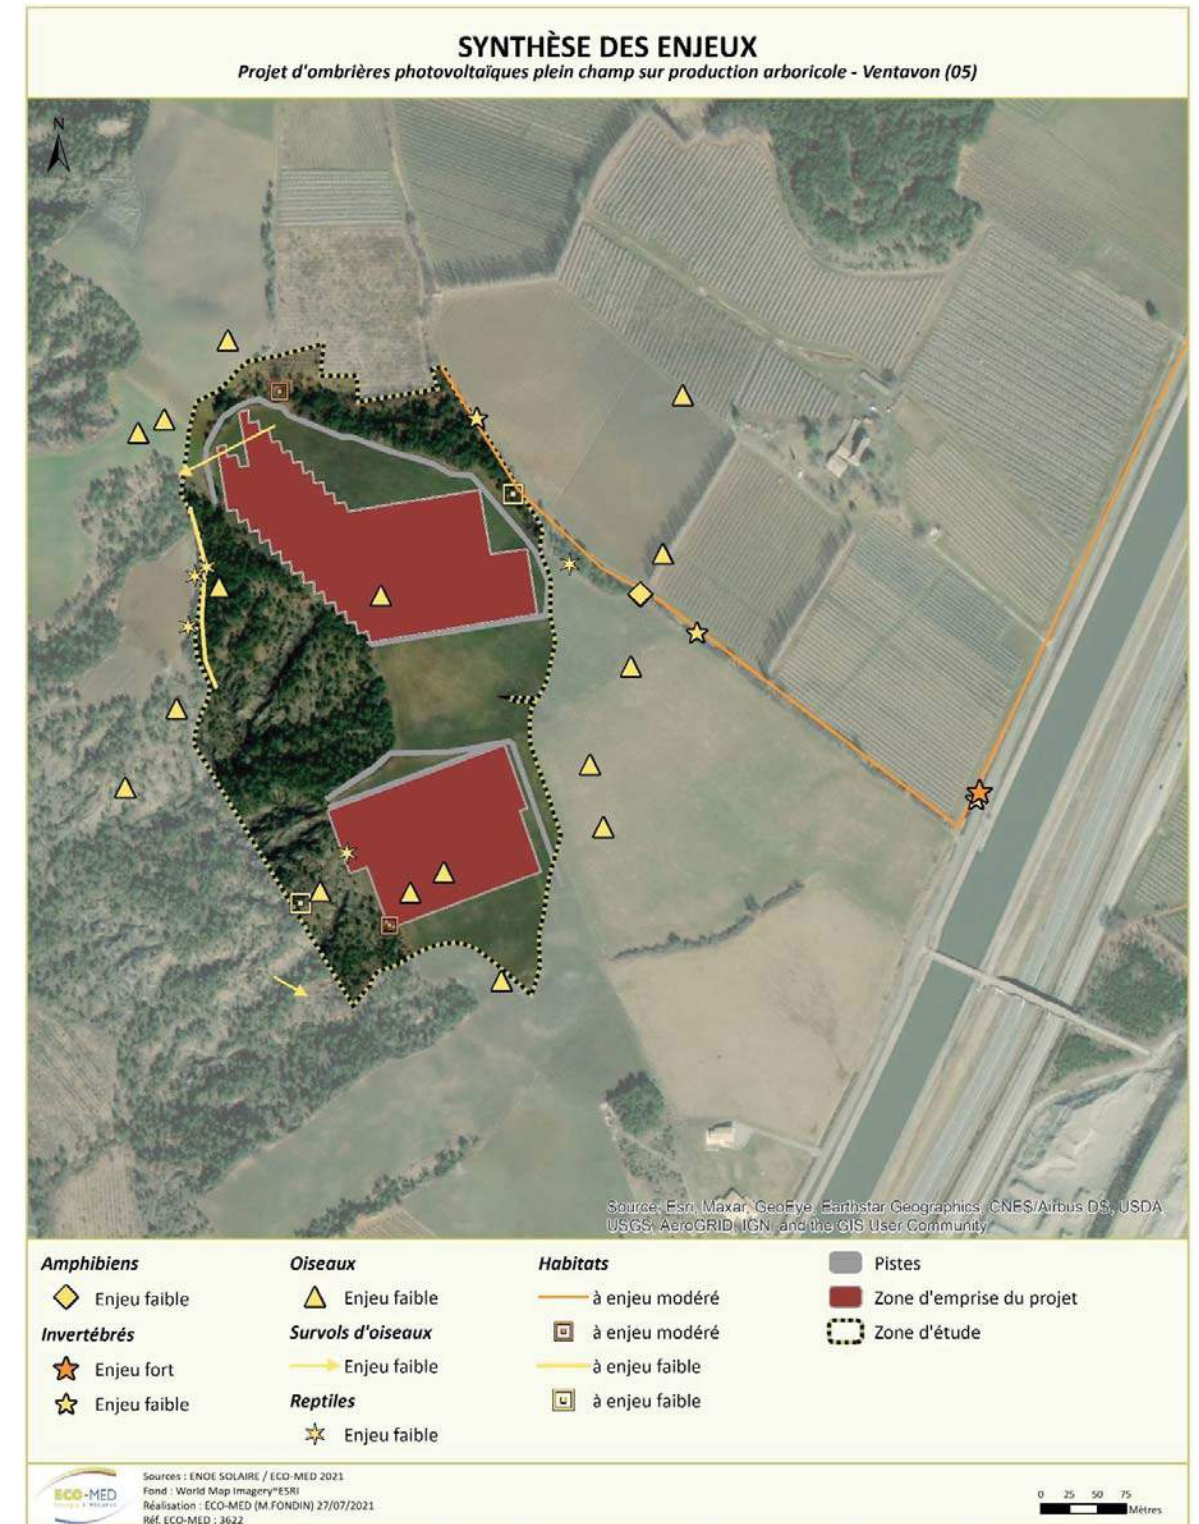 SYNTHÈSE DES ENJEUX
Projet d'ombrières photovoltaïques plein champ sur production arboricole - Ventavon (05)
N
Source: Esri, Maxar, GeoEye, Earthstar Geographics, CNES/Airbus DS, USDA,
USGS, AeroGRID, IGN, and the GIS User Community
Amphibiens
Enjeu faible
Invertébrés
Enjeu fort
Enjeu faible
Oiseaux
Enjeu faible
Survols d'oiseaux
Enjeu faible
Reptiles
Enjeu faible
Habitats
à enjeu modéré
à enjeu modéré
à enjeu faible
à enjeu faible
Pistes
Zone d'emprise du projet
Zone d'étude
ECO-MED
Sources : ENOE SOLAIRE / ECO-MED 2021
Fond : World Map Imagery°ESRI
Réalisation : ECO-MED (M.FONDIN) 27/07/2021
Réf. ECO-MED : 3622
0 25 50 75
Mètres